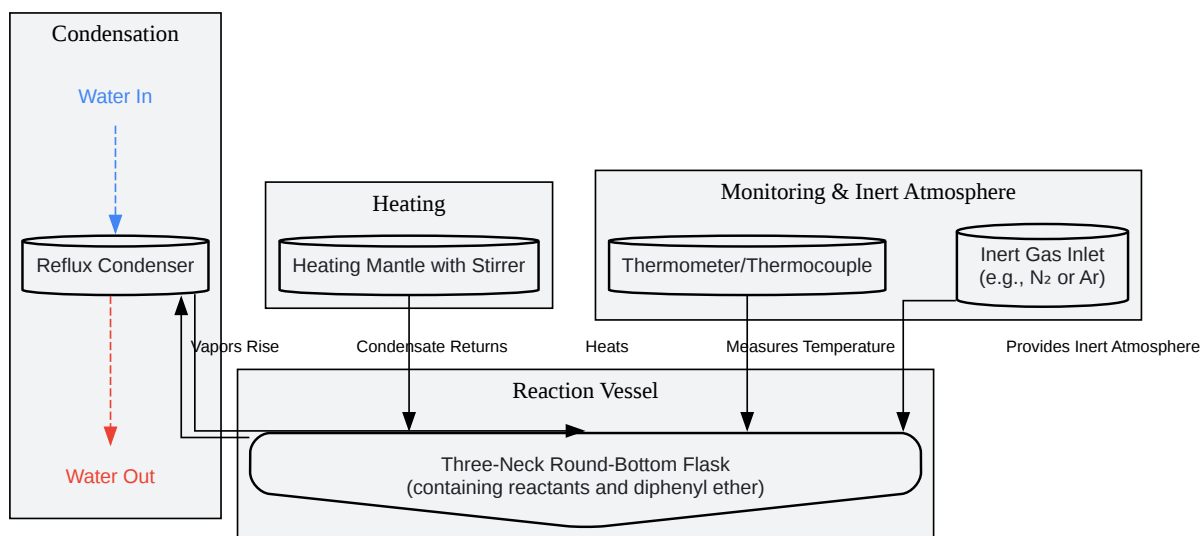 Condensation
Water In
Heating
Monitoring & Inert Atmosphere
Reflux Condenser
Heating Mantle with Stirrer
Thermometer/Thermocouple
Inert Gas Inlet
(e.g., N₂ or Ar)
Vapors Rise
Condensate Returns
Heats
Measures Temperature
Provides Inert Atmosphere
Reaction Vessel
Three-Neck Round-Bottom Flask
(containing reactants and diphenyl ether)
Water Out